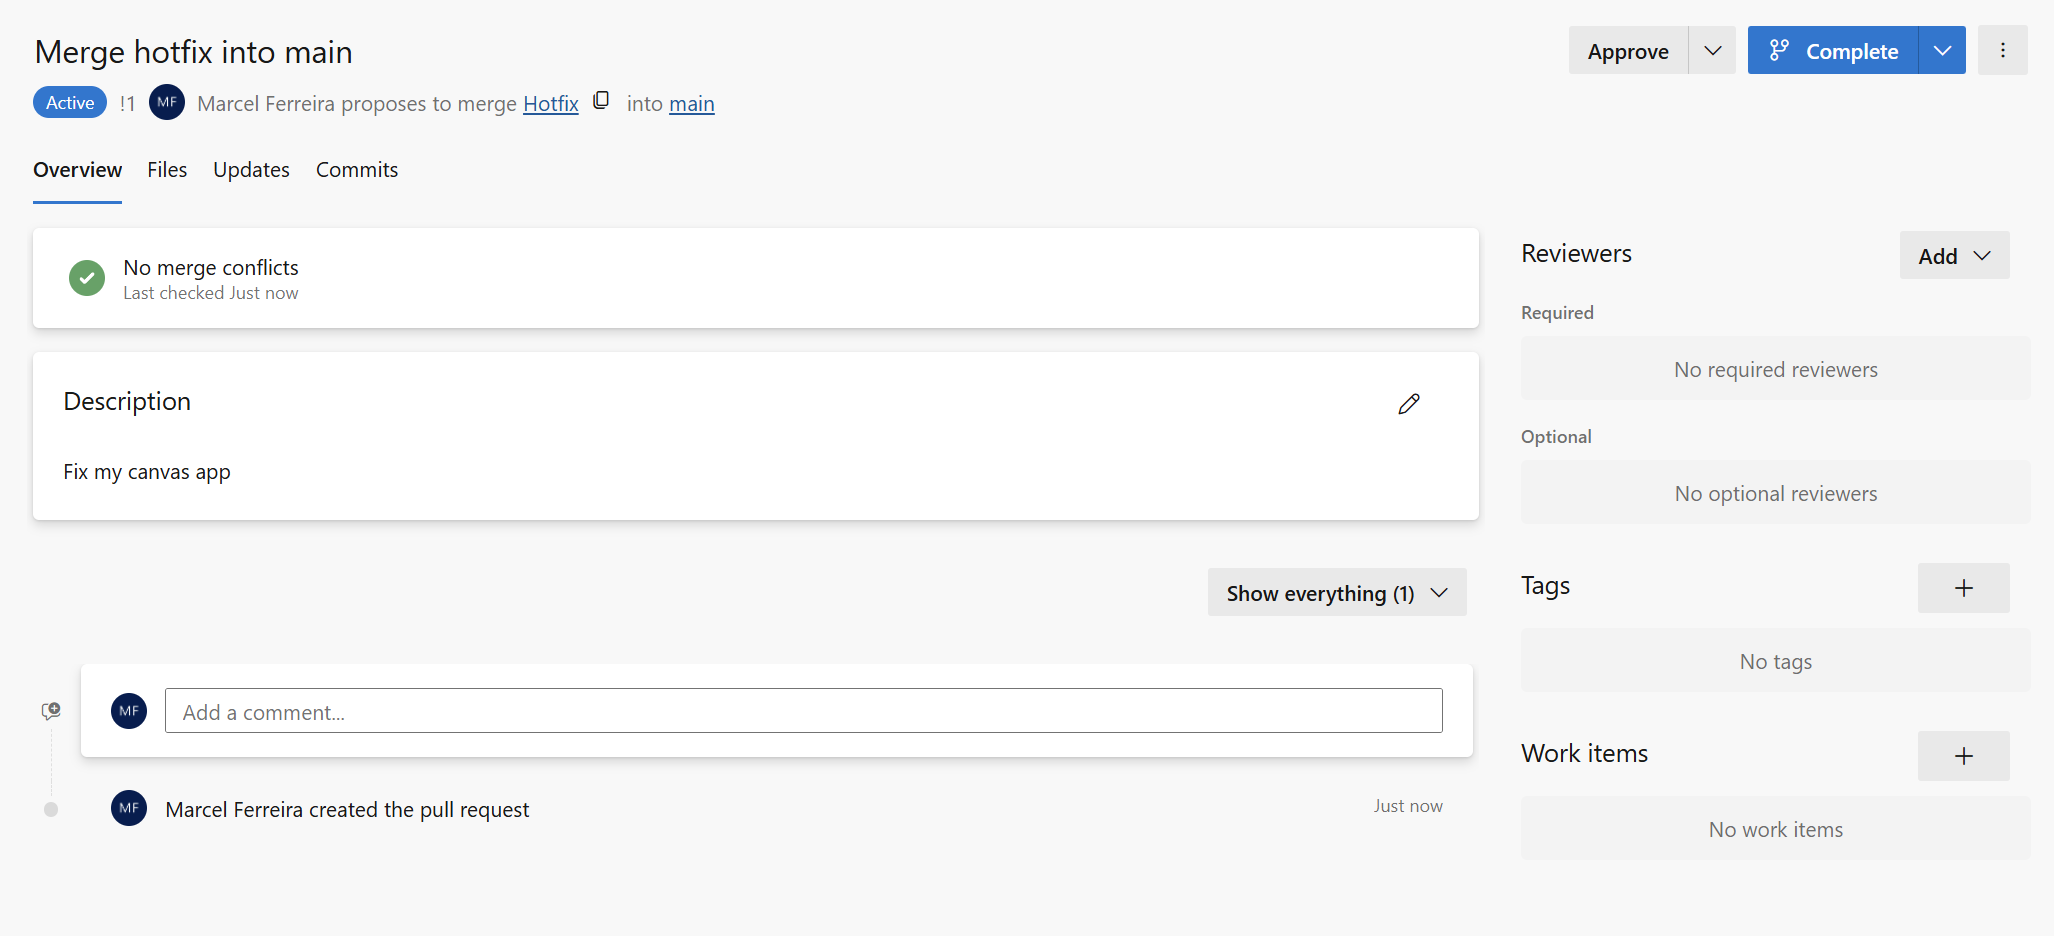 Merge hotfix into main
Approve
Complete
Active !1 MF Marcel Ferreira proposes to merge Hotfix into main
Overview Files Updates Commits
No merge conflicts
Last checked Just now
Description
Fix my canvas app
Show everything (1)
MF Add a comment...
MF Marcel Ferreira created the pull request Just now
Reviewers Add
Required
No required reviewers
Optional
No optional reviewers
Tags
No tags
Work items
No work items